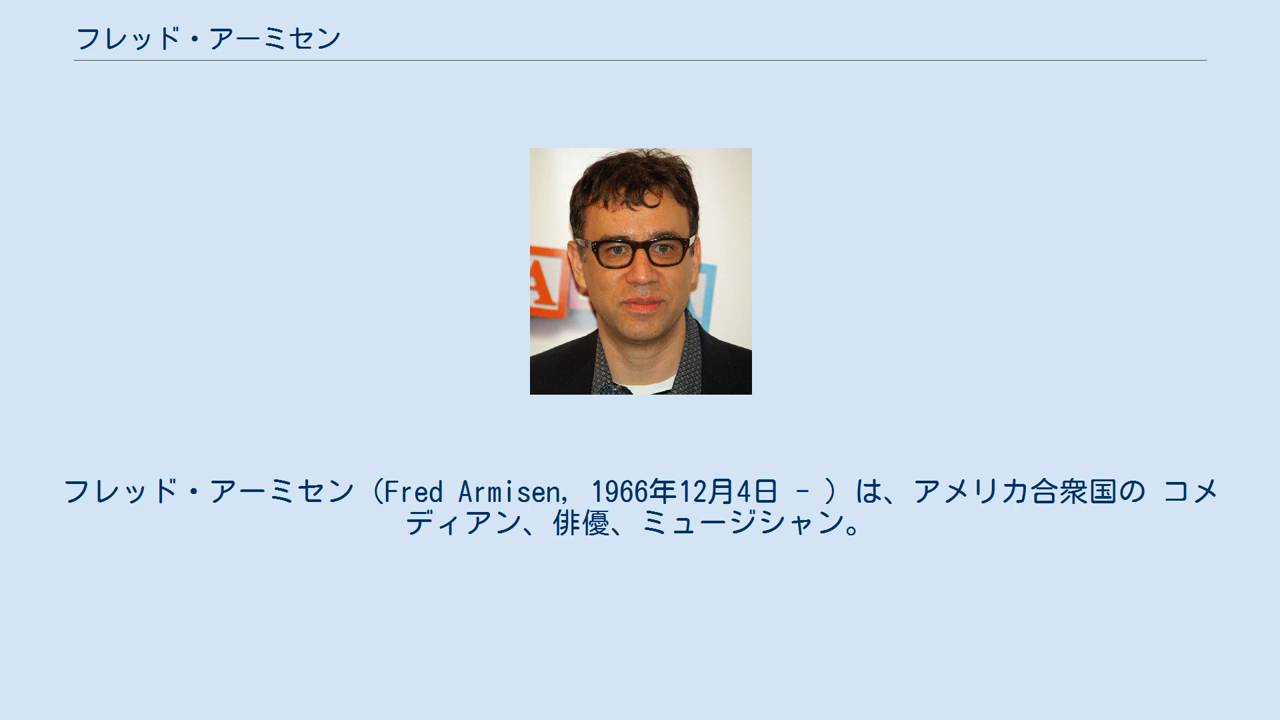 フレッド・アーミセン
A
フレッド・アーミセン（Fred Armisen, 1966年12月4日 - ）は、アメリカ合衆国の コメ
ディアン、俳優、ミュージシャン。